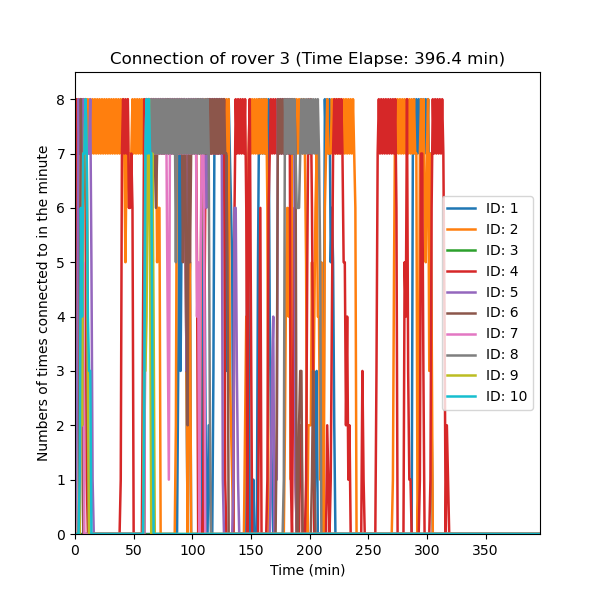 Connection of rover 3 (Time Elapse: 396.4 min)
Numbers of times connected to in the minute
8
7
6
5
4
3
2
1
0
ID: 1
ID: 2
ID: 3
ID: 4
ID: 5
ID: 6
ID: 7
ID: 8
ID: 9
ID: 10
0 50 100 150 200 250 300 350
Time (min)